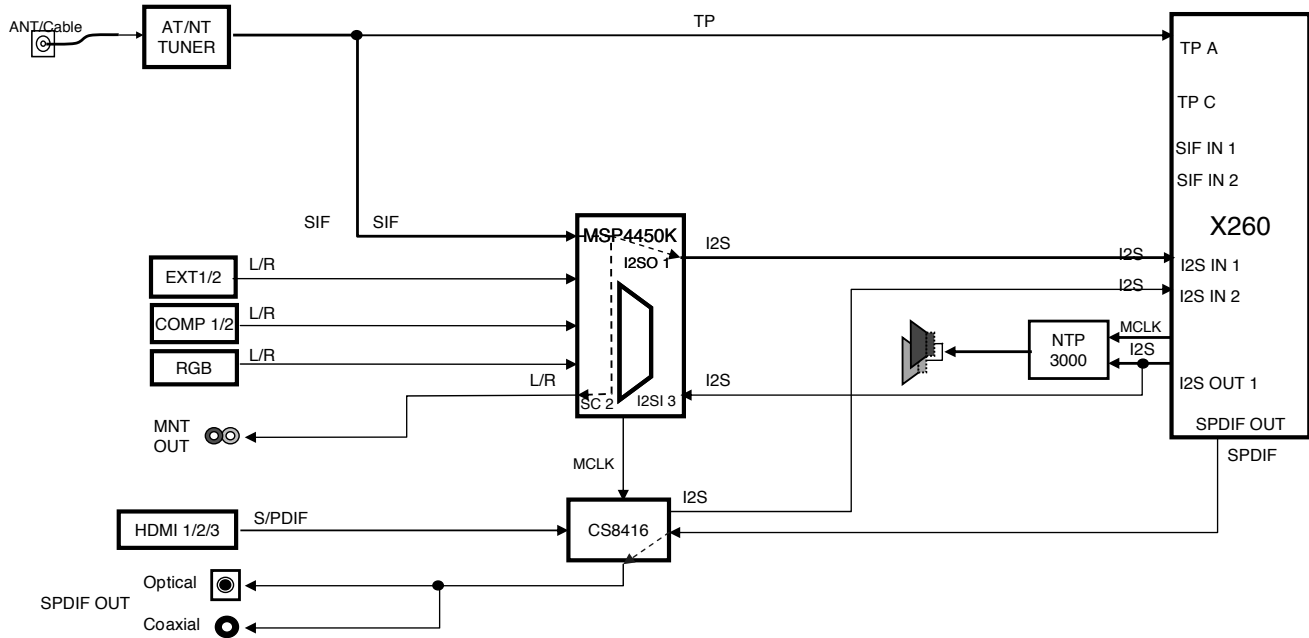 ANT/Cable
AT/NT
TUNER
TP
TP A
TP C
SIF IN 1
SIF IN 2
X260
SIF
SIF
MSP4450K
I2S
I2S
I2SO 1
I2S IN 1
EXT1/2
L/R
I2S
I2S IN 2
COMP 1/2
L/R
MCLK
NTP
3000
I2S
RGB
L/R
L/R
I2S
I2S OUT 1
SC 2
I2SI 3
MNT
OUT
SPDIF OUT
SPDIF
MCLK
I2S
HDMI 1/2/3
S/PDIF
CS8416
Optical
SPDIF OUT
Coaxial